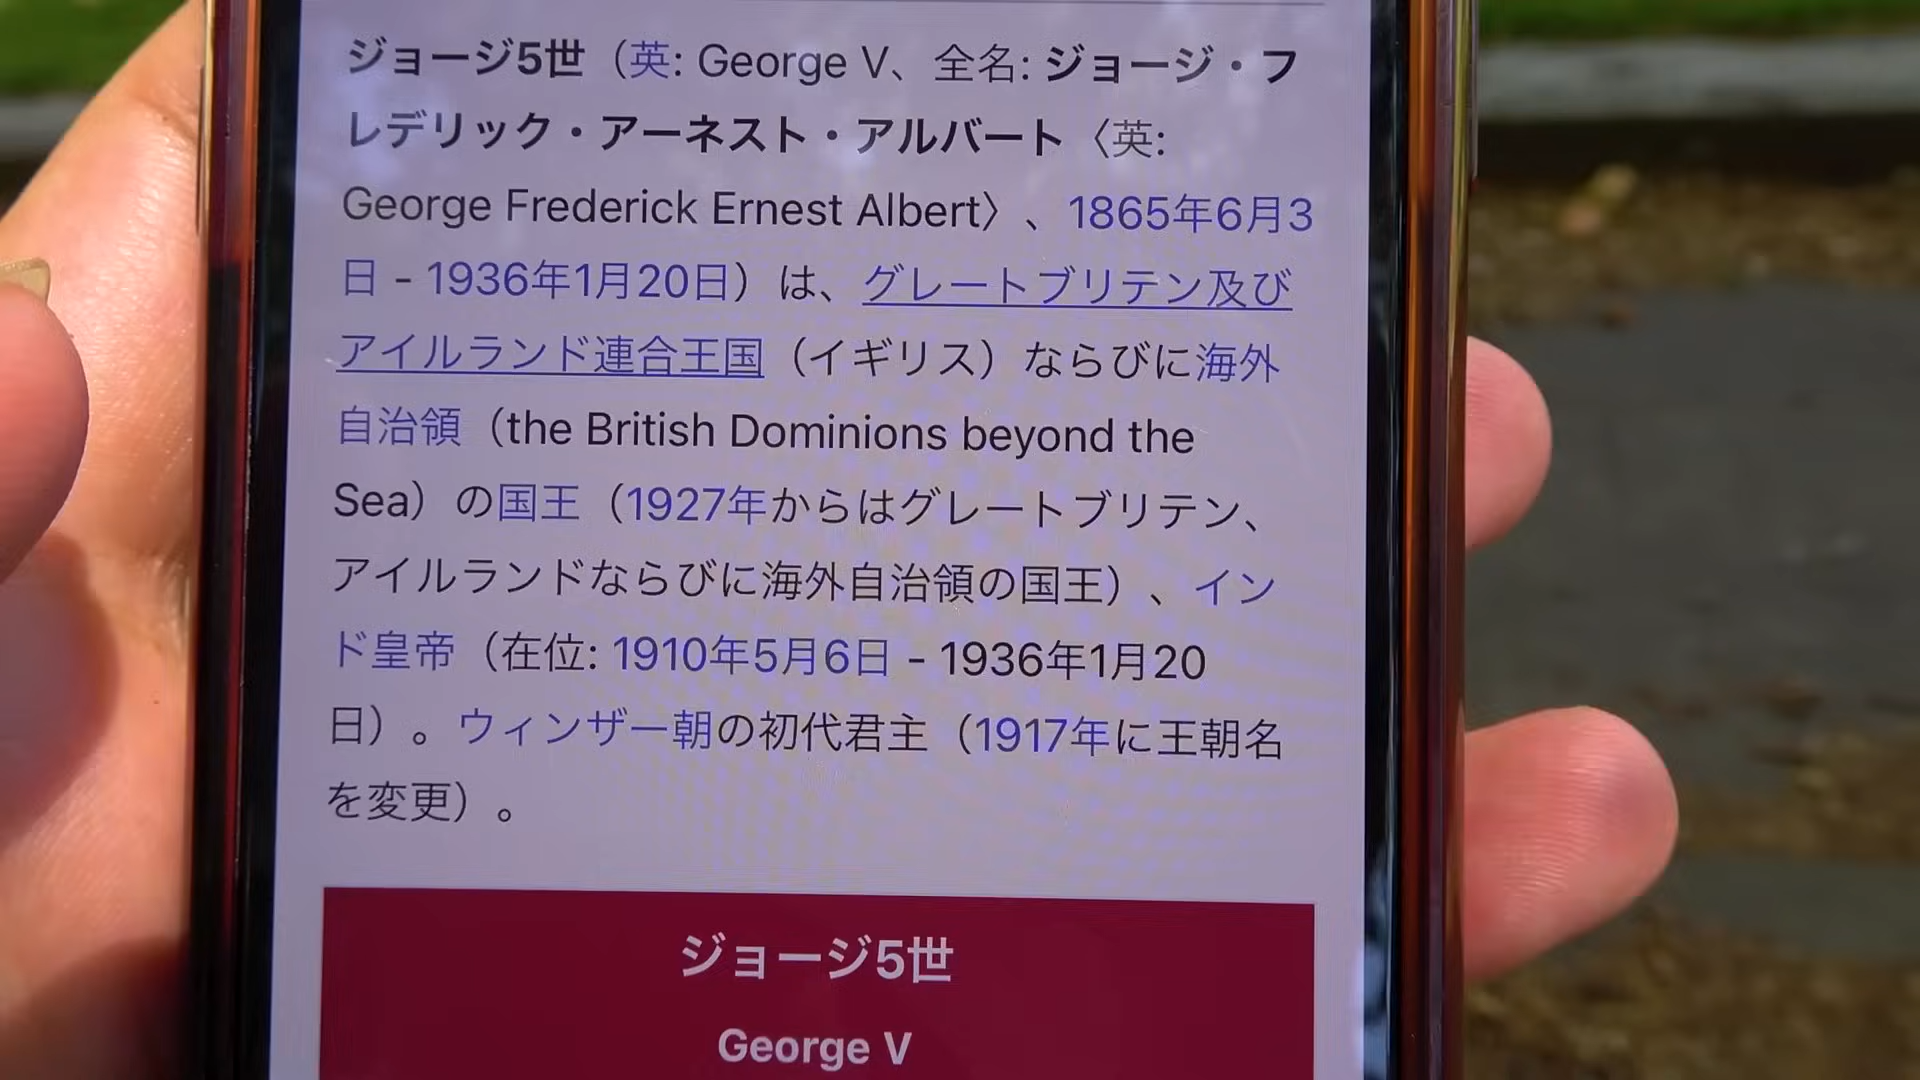 ジョージ5世（英: George V、全名: ジョージ・フ
レデリック・アーネスト・アルバート〈英:
George Frederick Ernest Albert〉、1865年6月3
日 - 1936年1月20日）は、グレートブリテン及び
アイルランド連合王国（イギリス）ならびに海外
自治領（the British Dominions beyond the
Sea）の国王（1927年からはグレートブリテン、
アイルランドならびに海外自治領の国王）、イン
ド皇帝（在位: 1910年5月6日 - 1936年1月20
日）。ウィンザー朝の初代君主（1917年に王朝名
を変更）。
ジョージ5世
George V